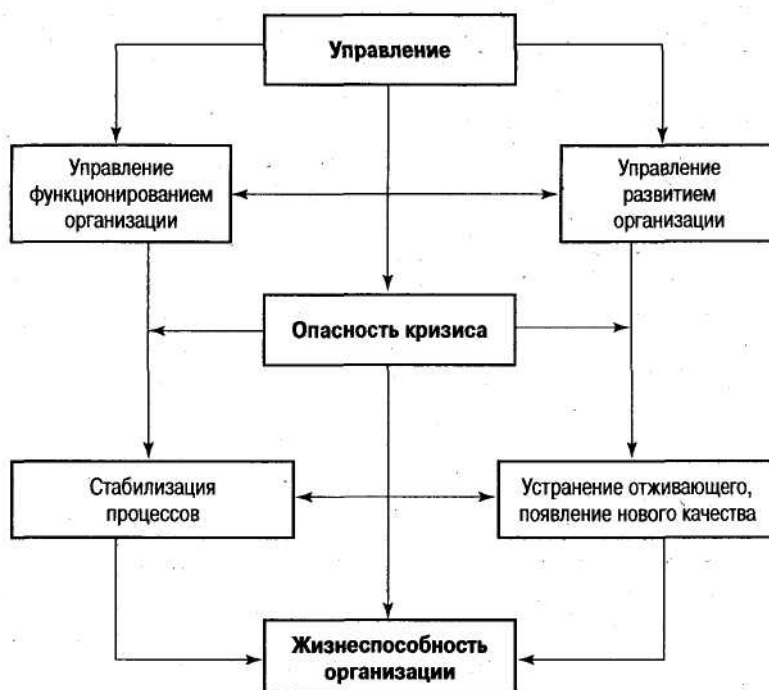 Управление
Управление
функционированием
организации
Управление
развитием
организации
Опасность кризиса
Стабилизация
процессов
Устранение отживающего,
появление нового качества
Жизнеспособность
организации